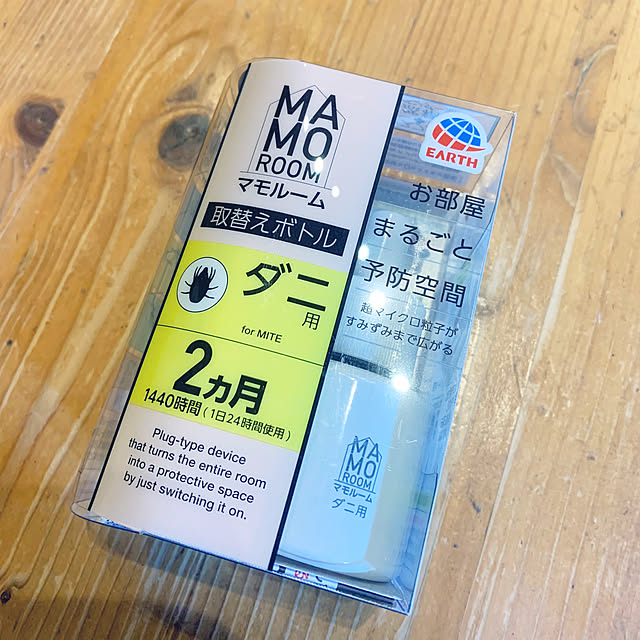 MA
MO
ROOM
マモルーム
取替えボトル
ダニ用
for MITE
2ヵ月
1440時間(1日24時間使用)
Plug-type device
that turns the entire room
into a protective space
by just switching it on.
EARTH
お部屋
まるごと
予防空間
超マイクロ粒子が
すみずみまで広がる
MA
MO
ROOM
マモルーム
ダニ用